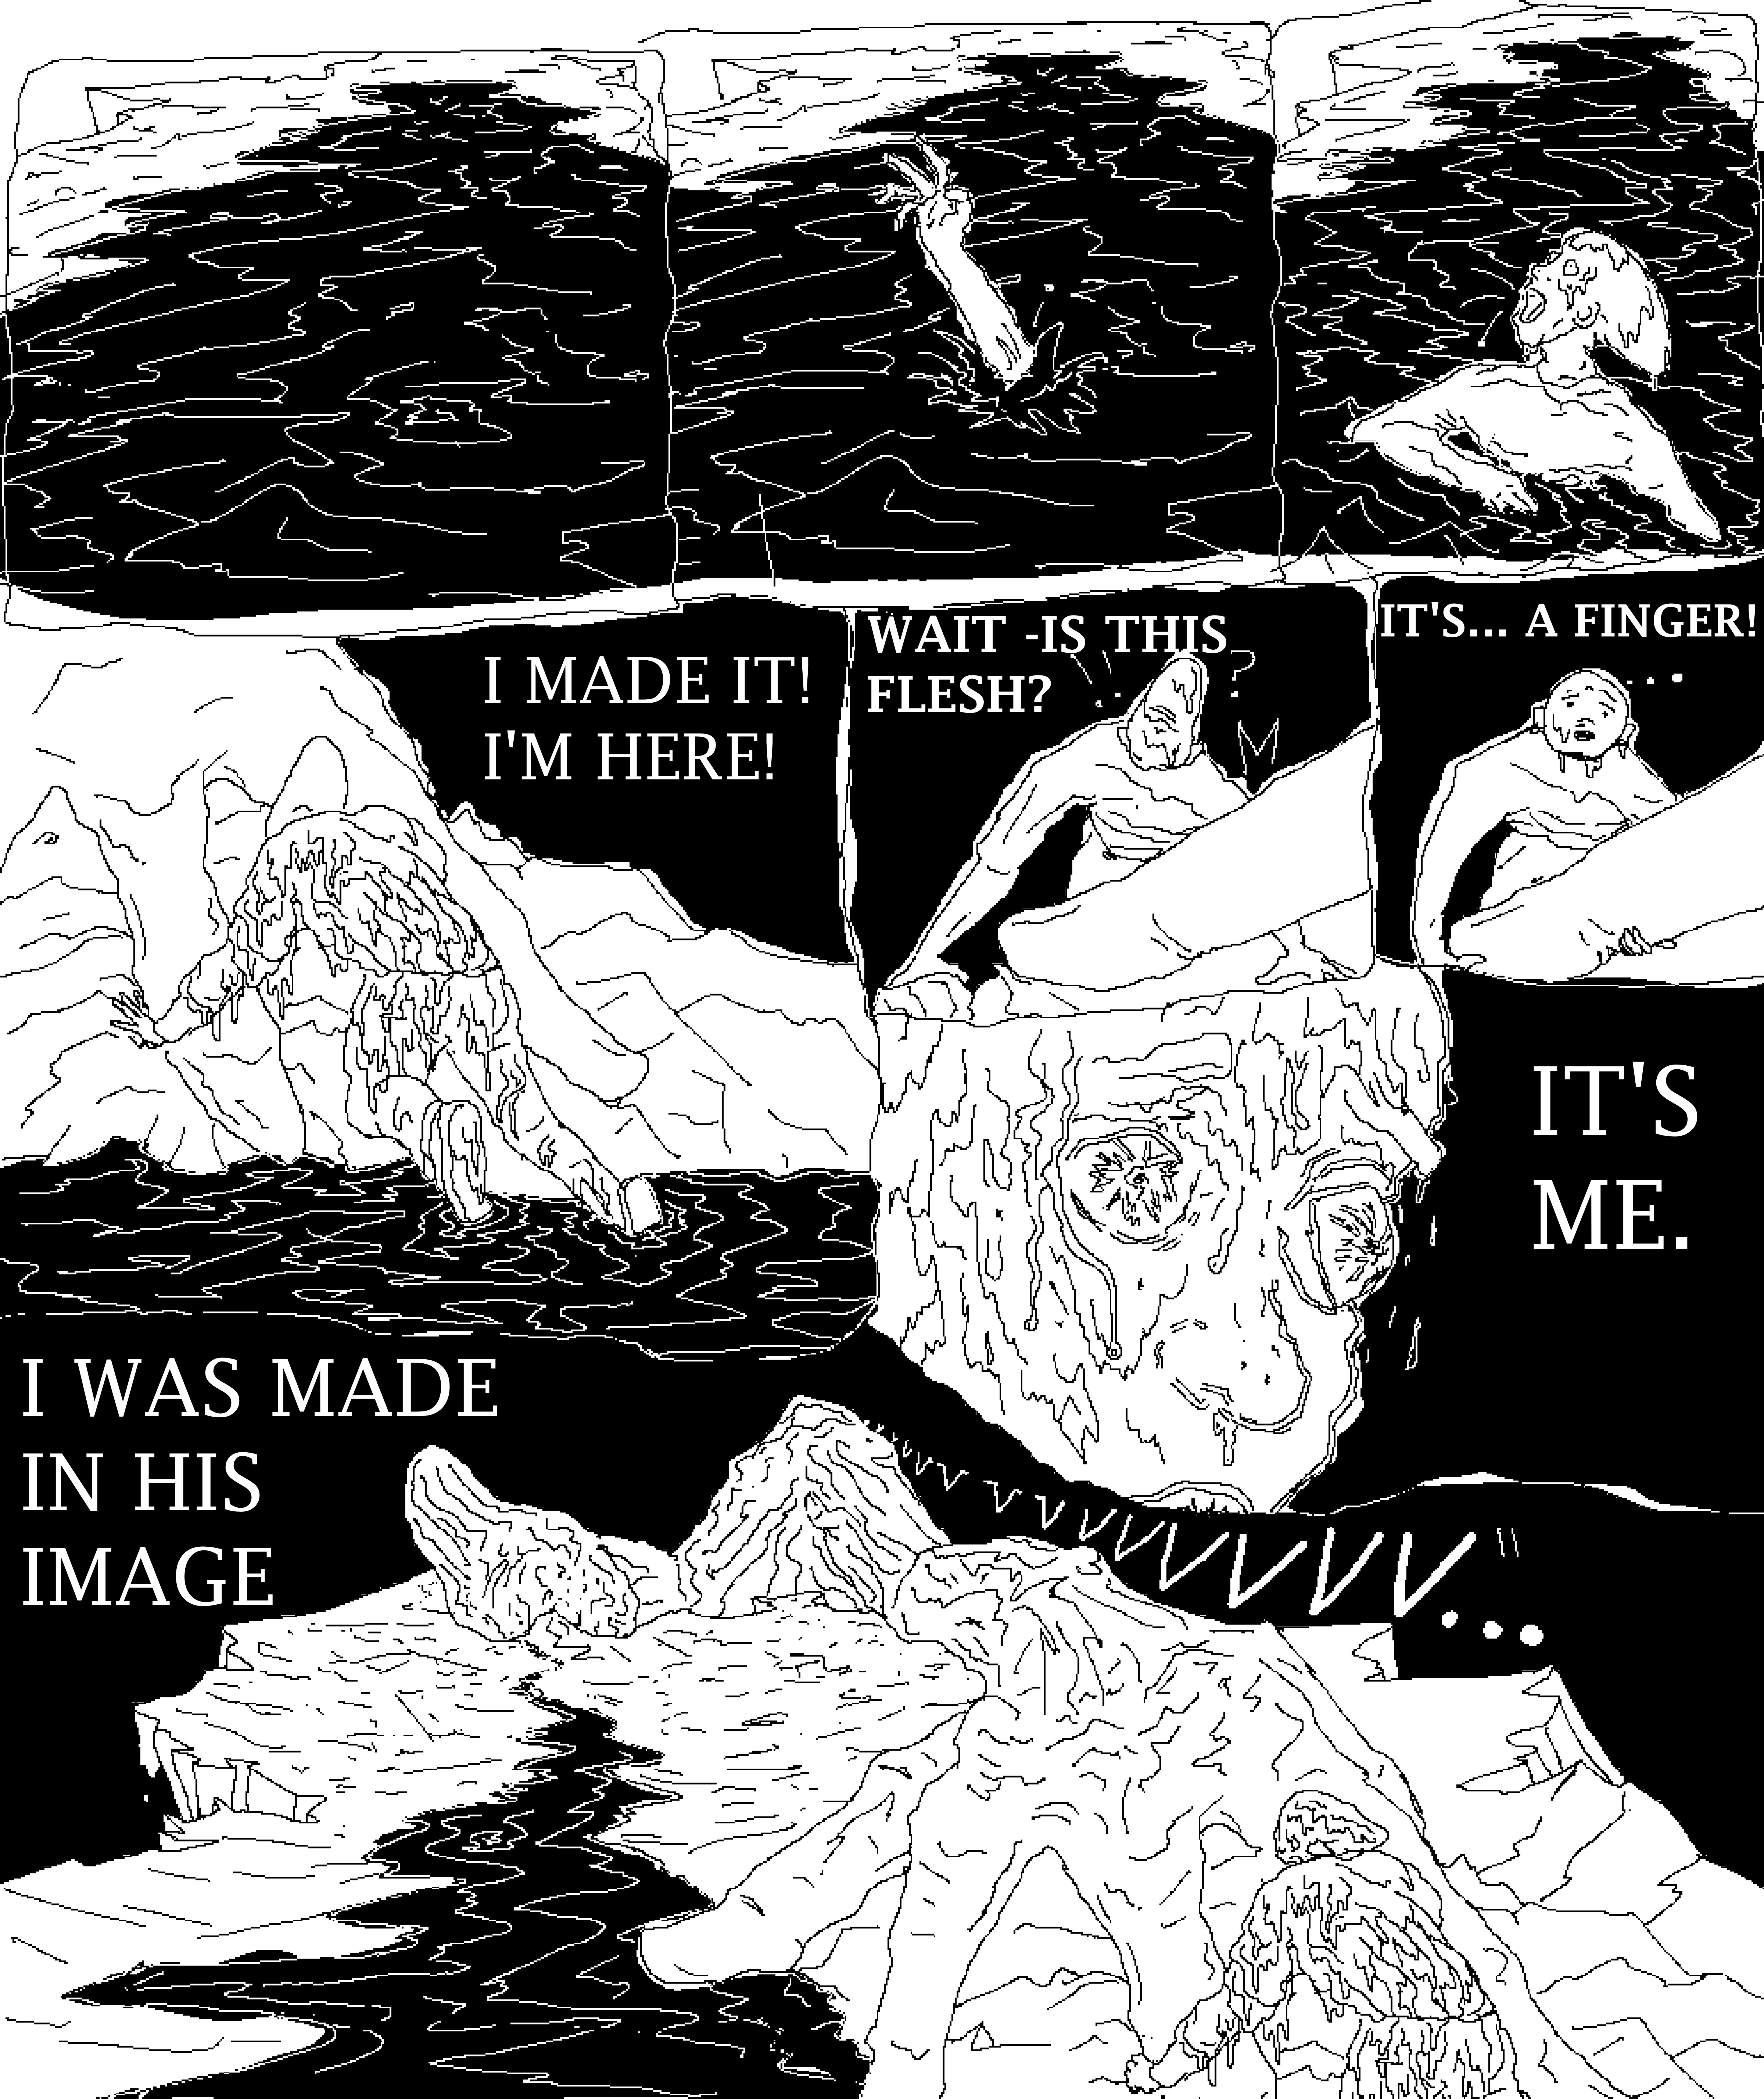 I MADE IT!
I'M HERE!
WAIT -IS THIS
FLESH?
?
IT'S... A FINGER!
...
IT'S
ME.
I WAS MADE
IN HIS
IMAGE
...